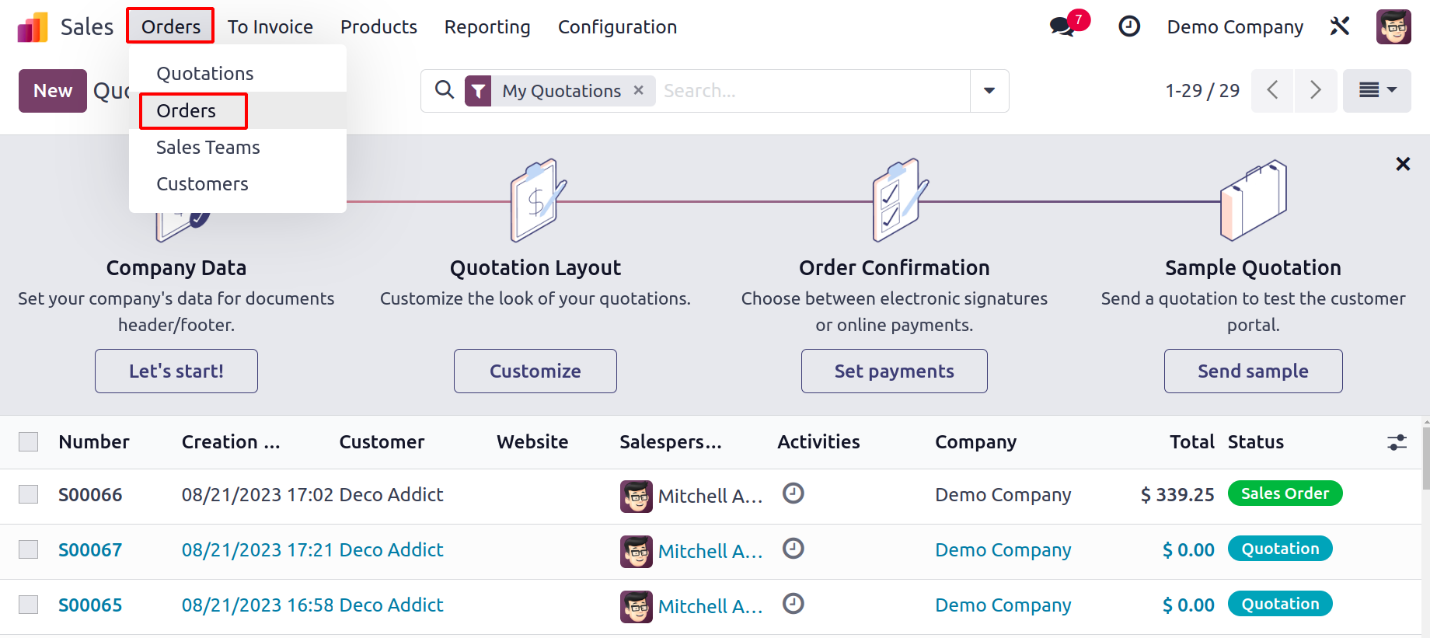 Sales Orders To Invoice Products Reporting Configuration 7 Demo Company
Quotations
New Quo My Quotations × Search... 1-29 / 29
Orders
Sales Teams
Customers
Company Data Quotation Layout Order Confirmation Sample Quotation
Set your company's data for documents Customize the look of your quotations. Choose between electronic signatures Send a quotation to test the customer
header/footer. or online payments. portal.
Let's start! Customize Set payments Send sample
Number Creation ... Customer Website Salespers... Activities Company Total Status
S00066 08/21/2023 17:02 Deco Addict Mitchell A... Demo Company $ 339.25 Sales Order
S00067 08/21/2023 17:21 Deco Addict Mitchell A... Demo Company $ 0.00 Quotation
S00065 08/21/2023 16:58 Deco Addict Mitchell A... Demo Company $ 0.00 Quotation